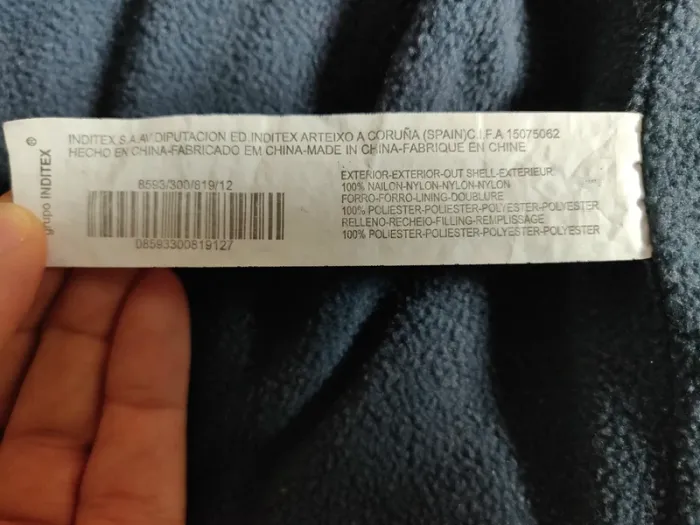 grupo INDITEX ®
INDITEX S.A.AV DIPUTACION ED.INDITEX ARTEIXO A CORUÑA (SPAIN)C.I.F.A 15075062
HECHO EN CHINA-FABRICADO EM CHINA-MADE IN CHINA-FABRIQUE EN CHINE
8593/300/819/12
08593300819127
EXTERIOR-EXTERIOR-OUT SHELL-EXTERIEUR
100% NAILON-NYLON-NYLON-NYLON
FORRO-FORRO-LINING-DOUBLURE
100% POLIESTER-POLIESTER-POLYESTER-POLYESTER
RELLENO-RECHEIO-FILLING-REMPLISSAGE
100% POLIESTER-POLIESTER-POLYESTER-POLYESTER